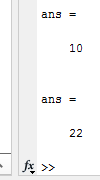 ans =
10
ans =
22
fx >>